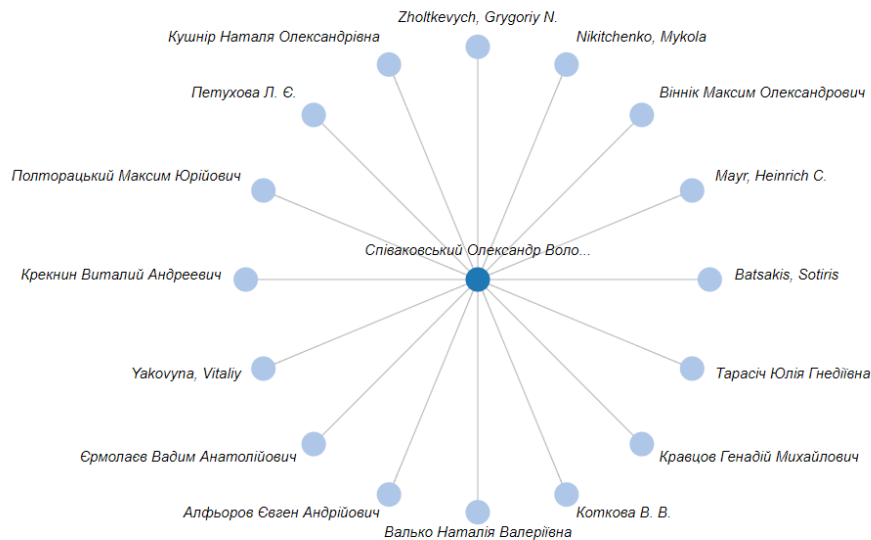 Zholtkevych, Grygoriy N.
Кушнір Наталя Олександрівна
Nikitchenko, Mykola
Петухова Л. Є.
Віннік Максим Олександрович
Полторацький Максим Юрійович
Mayr, Heinrich C.
Співаковський Олександр Воло...
Крекнин Виталий Андреевич
Batsakis, Sotiris
Yakovyna, Vitaliy
Тарасіч Юлія Гнедіївна
Єрмолаєв Вадим Анатолійович
Кравцов Генадій Михайлович
Алфьоров Євген Андрійович
Коткова В. В.
Валько Наталія Валеріївна